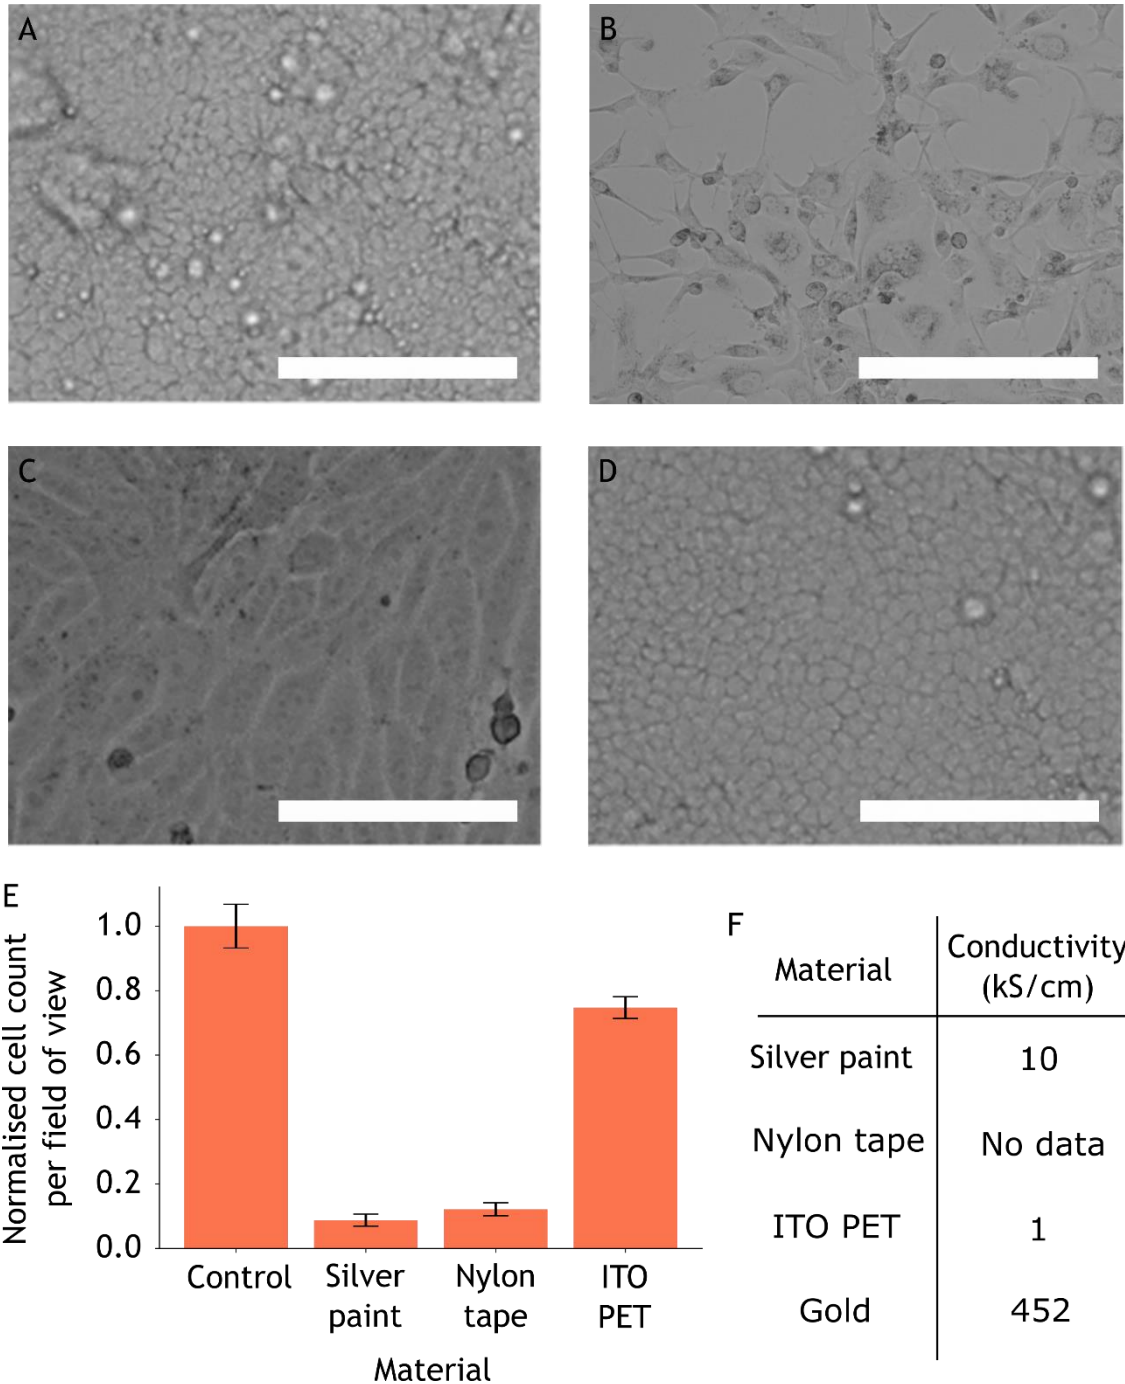 A
B
C
D
E
Normalised cell count
per field of view
1.0
0.8
0.6
0.4
0.2
0.0
Control
Silver
paint
Nylon
tape
ITO
PET
Material
F
Material
Conductivity
(kS/cm)
Silver paint
10
Nylon tape
No data
ITO PET
1
Gold
452